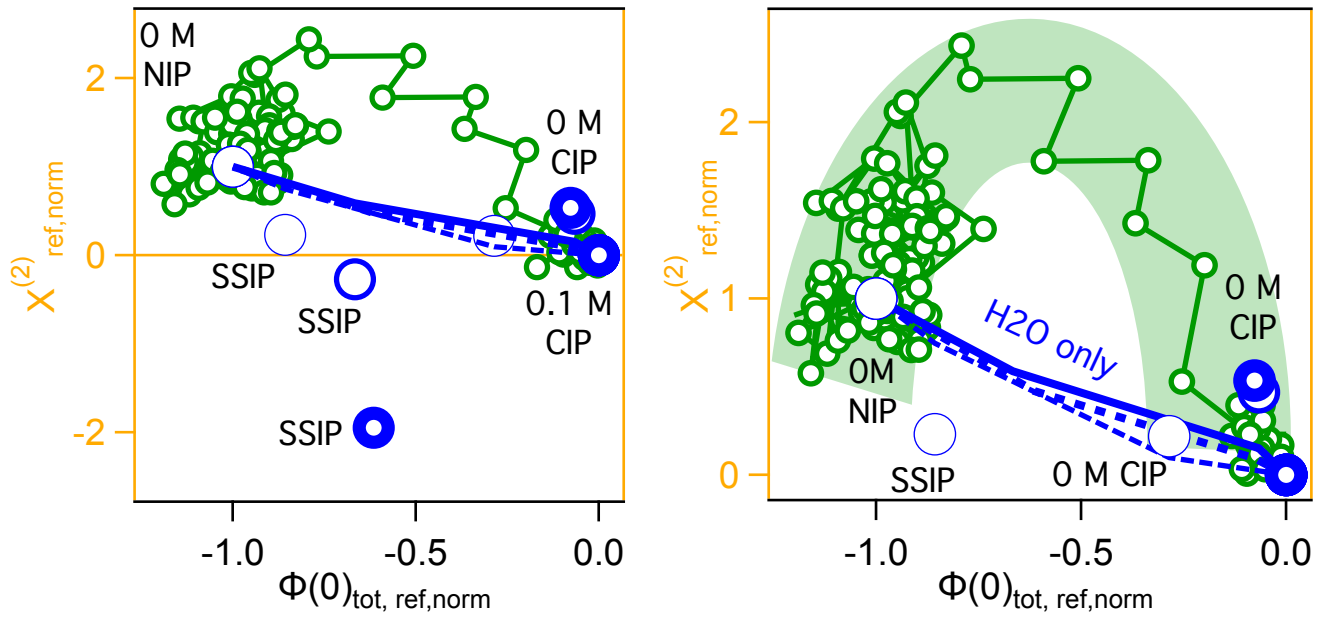 0 M
NIP
0 M
CIP
2
0
-2
X(2) ref,norm
SSIP
SSIP
SSIP
0.1 M
CIP
-1.0 -0.5 0.0
Φ(0)tot, ref,norm
2
1
0
X(2) ref,norm
H2O only
0 M
CIP
0M
NIP
SSIP
0 M CIP
-1.0 -0.5 0.0
Φ(0)tot, ref,norm